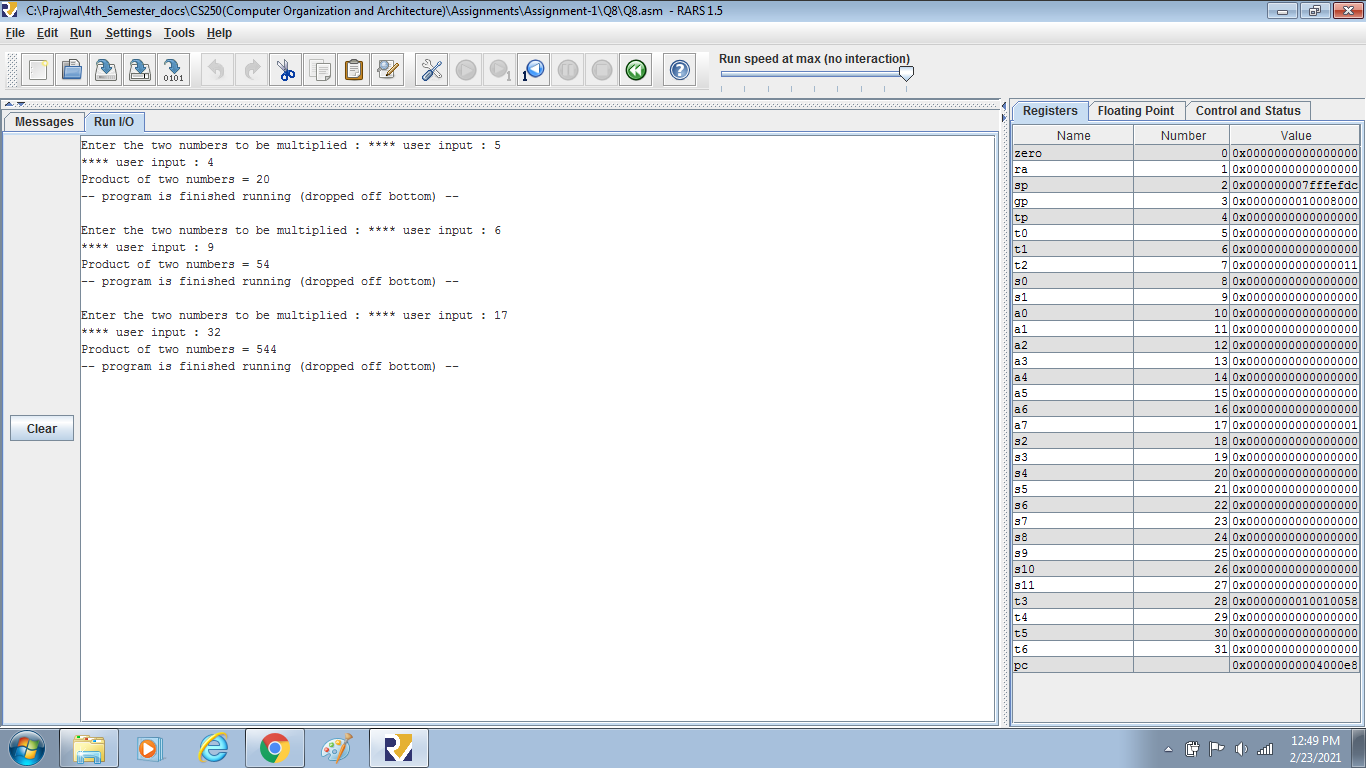 C:\Prajwal\4th_Semester_docs\CS250(Computer Organization and Architecture)\Assignments\Assignment-1\Q8\Q8.asm - RARS 1.5
File Edit Run Settings Tools Help
Run speed at max (no interaction)
Messages Run I/O
Enter the two numbers to be multiplied : **** user input : 5
**** user input : 4
Product of two numbers = 20
-- program is finished running (dropped off bottom) --
Enter the two numbers to be multiplied : **** user input : 6
**** user input : 9
Product of two numbers = 54
-- program is finished running (dropped off bottom) --
Enter the two numbers to be multiplied : **** user input : 17
**** user input : 32
Product of two numbers = 544
-- program is finished running (dropped off bottom) --
Clear
Registers Floating Point Control and Status
Name Number Value
zero 0 0x0000000000000000
ra 1 0x0000000000000000
sp 2 0x000000007fffefdc
gp 3 0x0000000010008000
tp 4 0x0000000000000000
t0 5 0x0000000000000000
t1 6 0x0000000000000000
t2 7 0x0000000000000011
s0 8 0x0000000000000000
s1 9 0x0000000000000000
a0 10 0x0000000000000000
a1 11 0x0000000000000000
a2 12 0x0000000000000000
a3 13 0x0000000000000000
a4 14 0x0000000000000000
a5 15 0x0000000000000000
a6 16 0x0000000000000000
a7 17 0x0000000000000001
s2 18 0x0000000000000000
s3 19 0x0000000000000000
s4 20 0x0000000000000000
s5 21 0x0000000000000000
s6 22 0x0000000000000000
s7 23 0x0000000000000000
s8 24 0x0000000000000000
s9 25 0x0000000000000000
s10 26 0x0000000000000000
s11 27 0x0000000000000000
t3 28 0x0000000010010058
t4 29 0x0000000000000000
t5 30 0x0000000000000000
t6 31 0x0000000000000000
pc 0x00000000004000e8
12:49 PM
2/23/2021